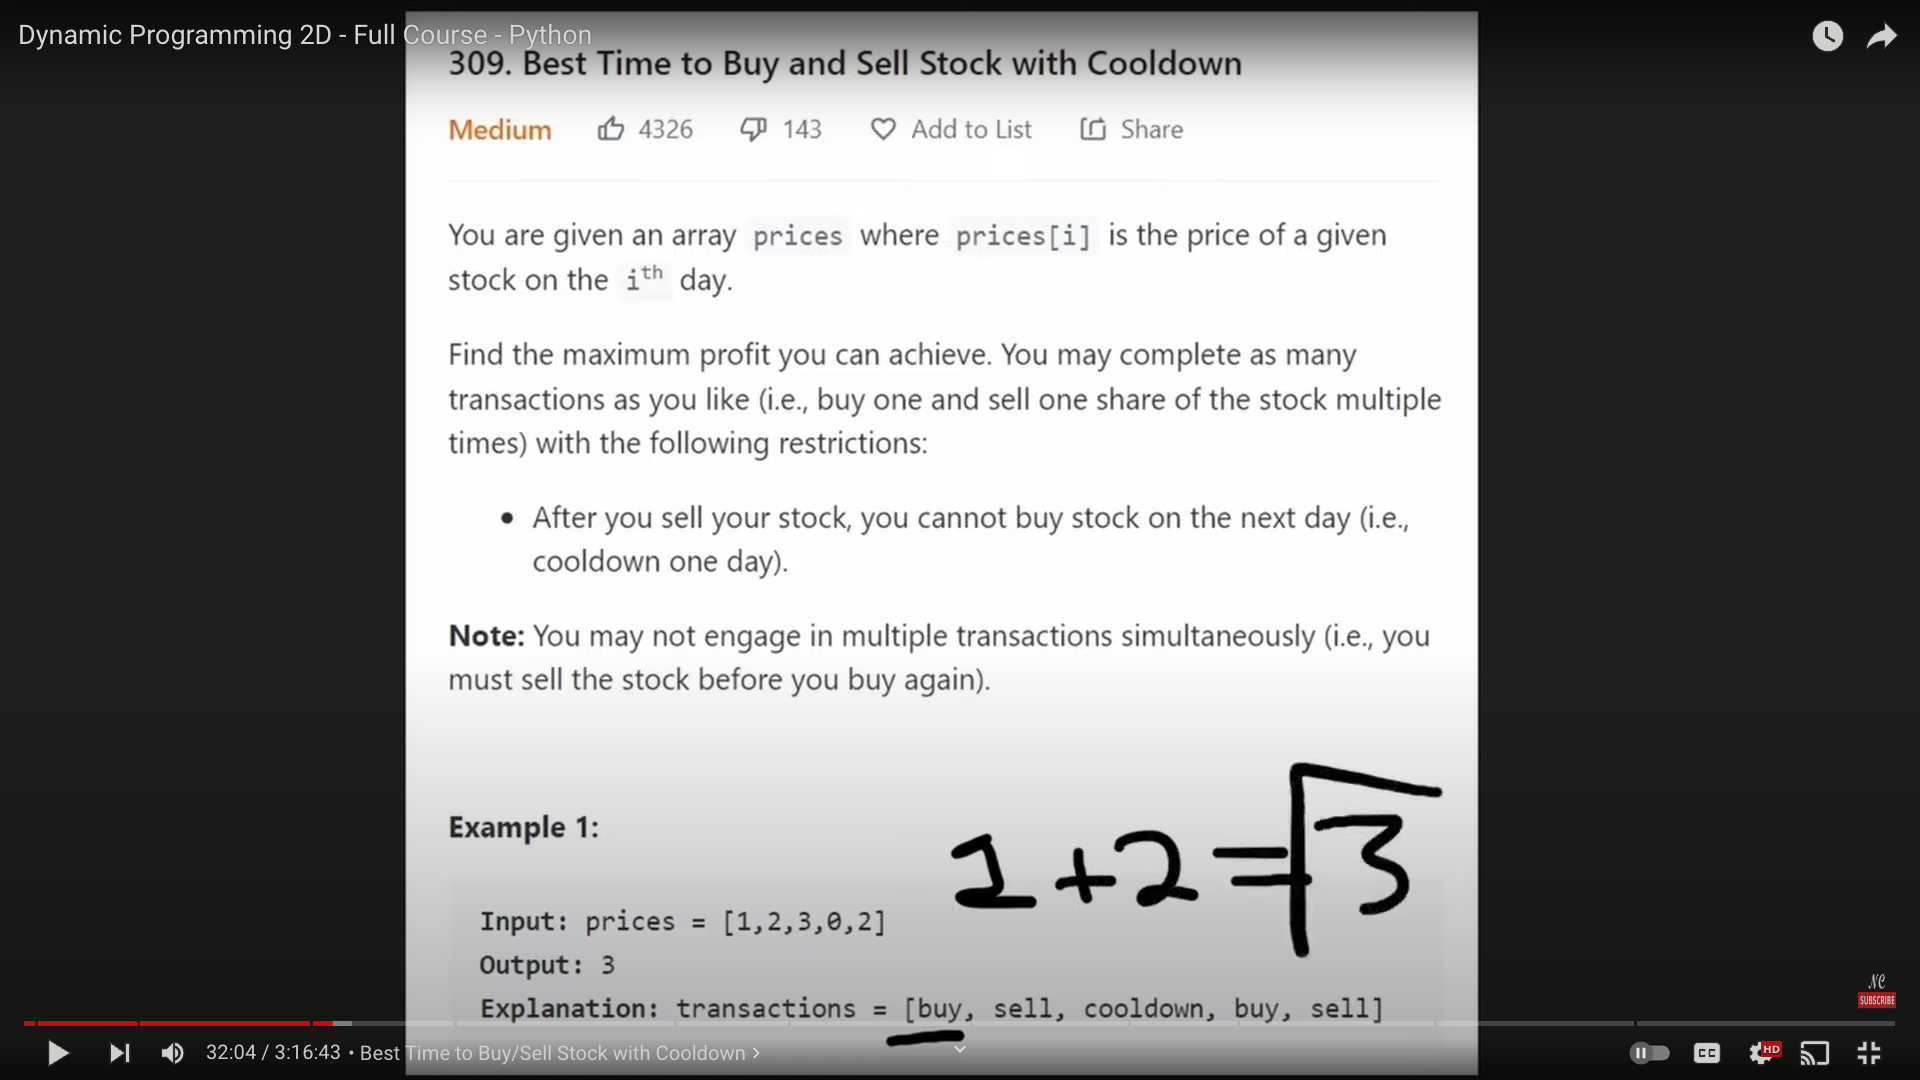 Dynamic Programming 2D - Full Course - Python
309. Best Time to Buy and Sell Stock with Cooldown
Medium 4326 143 Add to List Share
You are given an array prices where prices[i] is the price of a given
stock on the ith day.
Find the maximum profit you can achieve. You may complete as many
transactions as you like (i.e., buy one and sell one share of the stock multiple
times) with the following restrictions:
• After you sell your stock, you cannot buy stock on the next day (i.e.,
cooldown one day).
Note: You may not engage in multiple transactions simultaneously (i.e., you
must sell the stock before you buy again).
Example 1:
1+2=3
Input: prices = [1,2,3,0,2]
Output: 3
Explanation: transactions = [buy, sell, cooldown, buy, sell]
NC
SUBSCRIBE
32:04 / 3:16:43 • Best Time to Buy/Sell Stock with Cooldown >
CC HD